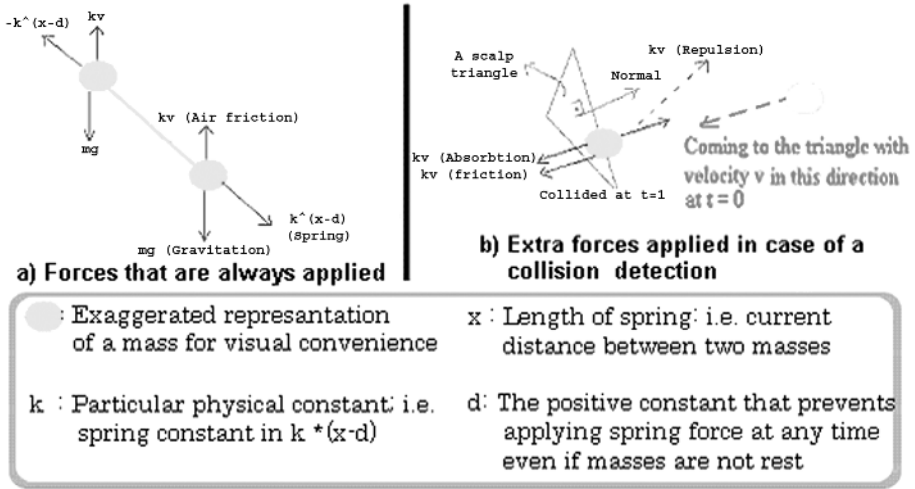 -k^(x-d)
kv
mg
kv (Air friction)
k^(x-d)
(Spring)
mg (Gravitation)
a) Forces that are always applied
A scalp
triangle
Normal
kv (Repulsion)
kv (Absorbtion)
kv (friction)
Collided at t=1
Coming to the triangle with
velocity v in this direction
at t = 0
b) Extra forces applied in case of a
collision detection
: Exaggerated represantation
of a mass for visual convenience
k : Particular physical constant; i.e.
spring constant in k *(x-d)
x : Length of spring: i.e. current
distance between two masses
d: The positive constant that prevents
applying spring force at any time
even if masses are not rest